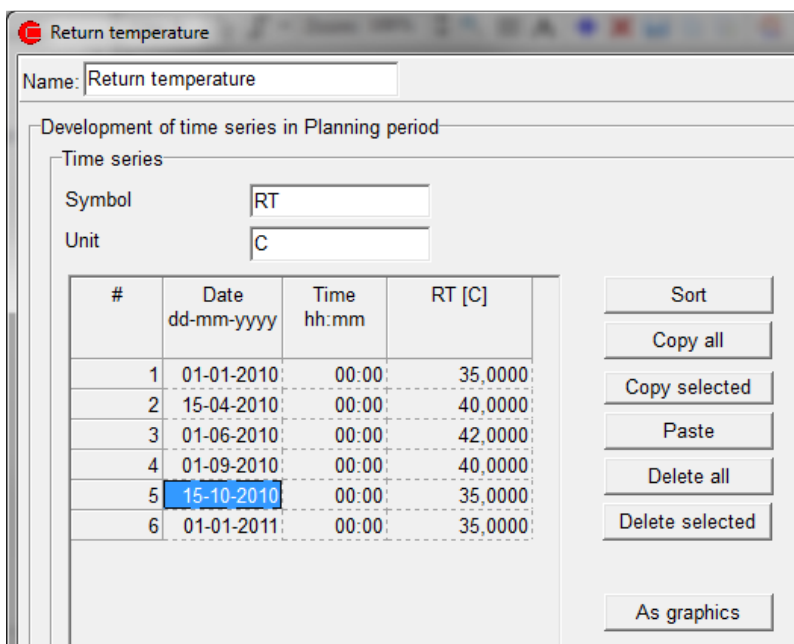 Return temperature
Name: Return temperature
Development of time series in Planning period
Time series
Symbol RT
Unit C
# Date Time RT [C]
dd-mm-yyyy hh:mm
1 01-01-2010 00:00 35,0000
2 15-04-2010 00:00 40,0000
3 01-06-2010 00:00 42,0000
4 01-09-2010 00:00 40,0000
5 15-10-2010 00:00 35,0000
6 01-01-2011 00:00 35,0000
Sort
Copy all
Copy selected
Paste
Delete all
Delete selected
As graphics